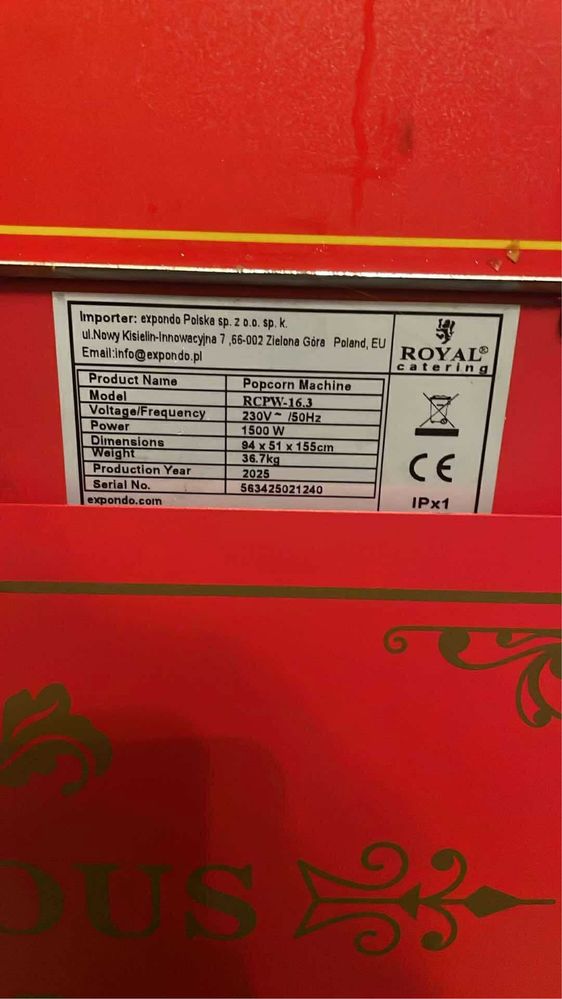 Importer: expondo Polska sp. z o.o. sp. k.
ul.Nowy Kisielin-Innowacyjna 7 ,66-002 Zielona Góra Poland, EU
Email:info@expondo.pl
ROYAL®
catering
Product Name Popcorn Machine
Model RCPW-16.3
Voltage/Frequency 230V~ /50Hz
Power 1500 W
Dimensions 94 x 51 x 155cm
Weight 36.7kg
Production Year 2025
Serial No. 563425021240
expondo.com
CE
IPx1
OUS